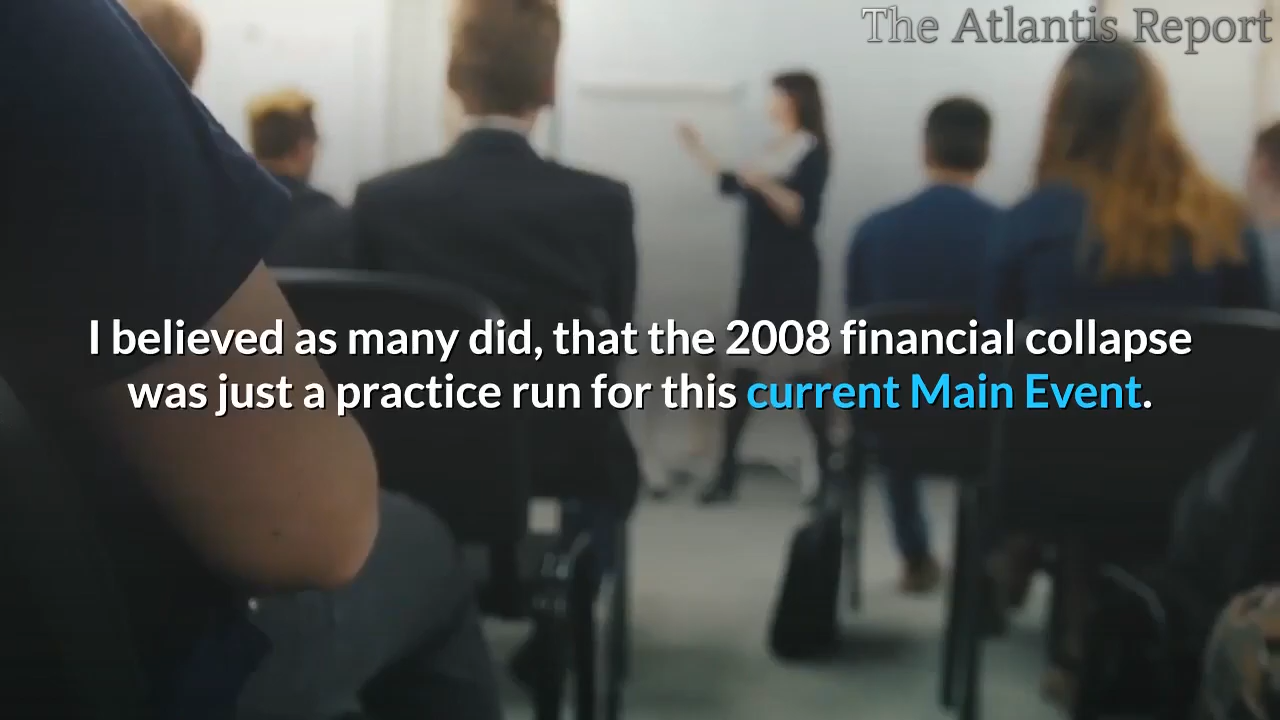 The Atlantis Report
I believed as many did, that the 2008 financial collapse
was just a practice run for this current Main Event.